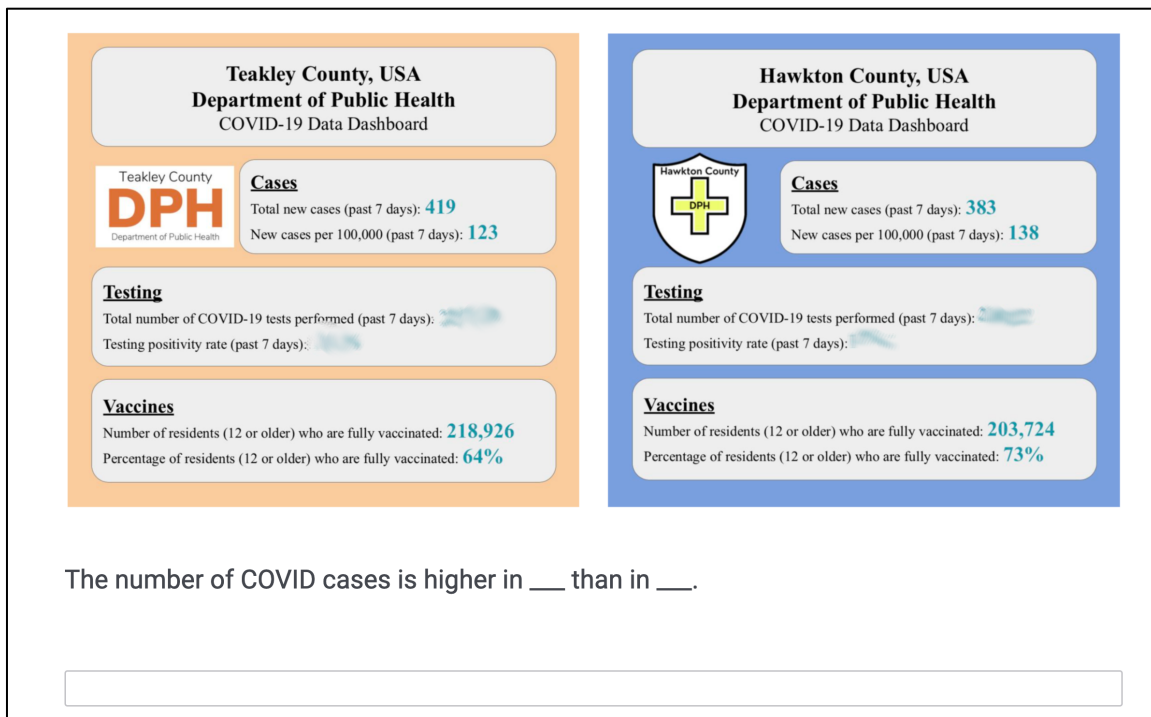 Teakley County, USA
Department of Public Health
COVID-19 Data Dashboard
Teakley County
DPH
Department of Public Health
Cases
Total new cases (past 7 days): 419
New cases per 100,000 (past 7 days): 123
Testing
Total number of COVID-19 tests performed (past 7 days):
Testing positivity rate (past 7 days):
Vaccines
Number of residents (12 or older) who are fully vaccinated: 218,926
Percentage of residents (12 or older) who are fully vaccinated: 64%
Hawkton County, USA
Department of Public Health
COVID-19 Data Dashboard
Hawkton County
DPH
Cases
Total new cases (past 7 days): 383
New cases per 100,000 (past 7 days): 138
Testing
Total number of COVID-19 tests performed (past 7 days):
Testing positivity rate (past 7 days):
Vaccines
Number of residents (12 or older) who are fully vaccinated: 203,724
Percentage of residents (12 or older) who are fully vaccinated: 73%
The number of COVID cases is higher in ___ than in ___.